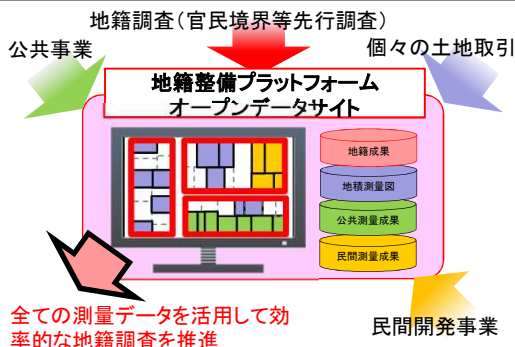 地籍調査(官民境界等先行調査)
公共事業
個々の土地取引
地籍整備プラットフォーム
オープンデータサイト
地籍成果
地積測量図
公共測量成果
民間測量成果
全ての測量データを活用して効
率的な地籍調査を推進
民間開発事業